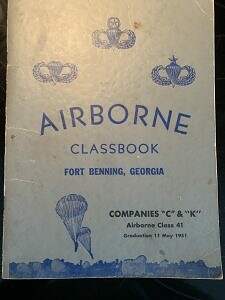 AIRBORNE
CLASSBOOK
FORT BENNING, GEORGIA
COMPANIES "C" & "K"
Airborne Class 41
Graduation 11 May 1951